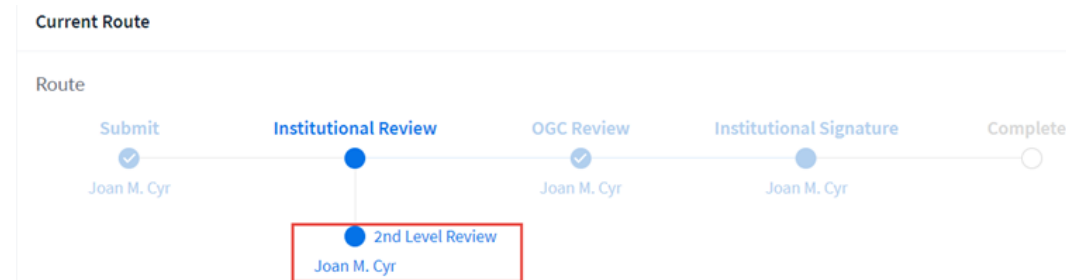 Current Route
Route
Submit
Institutional Review
OGC Review
Institutional Signature
Complete
Joan M. Cyr
Joan M. Cyr
Joan M. Cyr
2nd Level Review
Joan M. Cyr